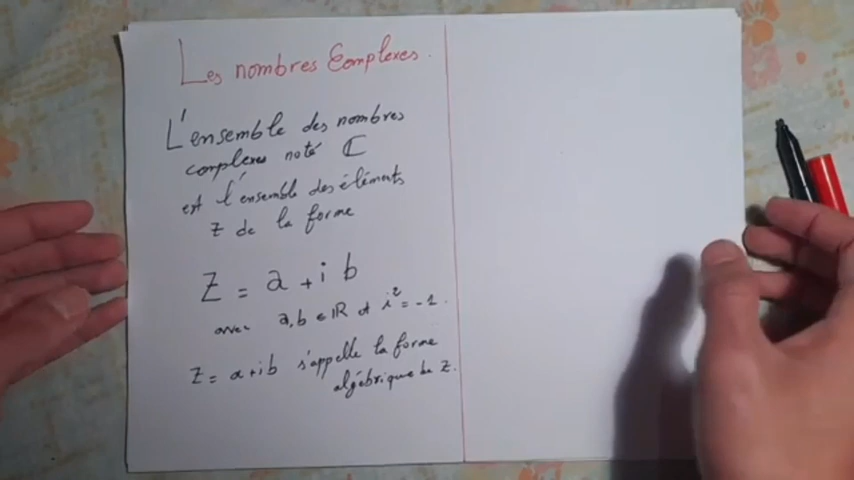 Les nombres Complexes.
L'ensemble des nombres
complexes noté ℂ
est l'ensemble des éléments
z de la forme
Z = a + i b
avec a, b ∈ ℝ et i² = -1.
Z = a + ib s'appelle la forme
algébrique de Z.